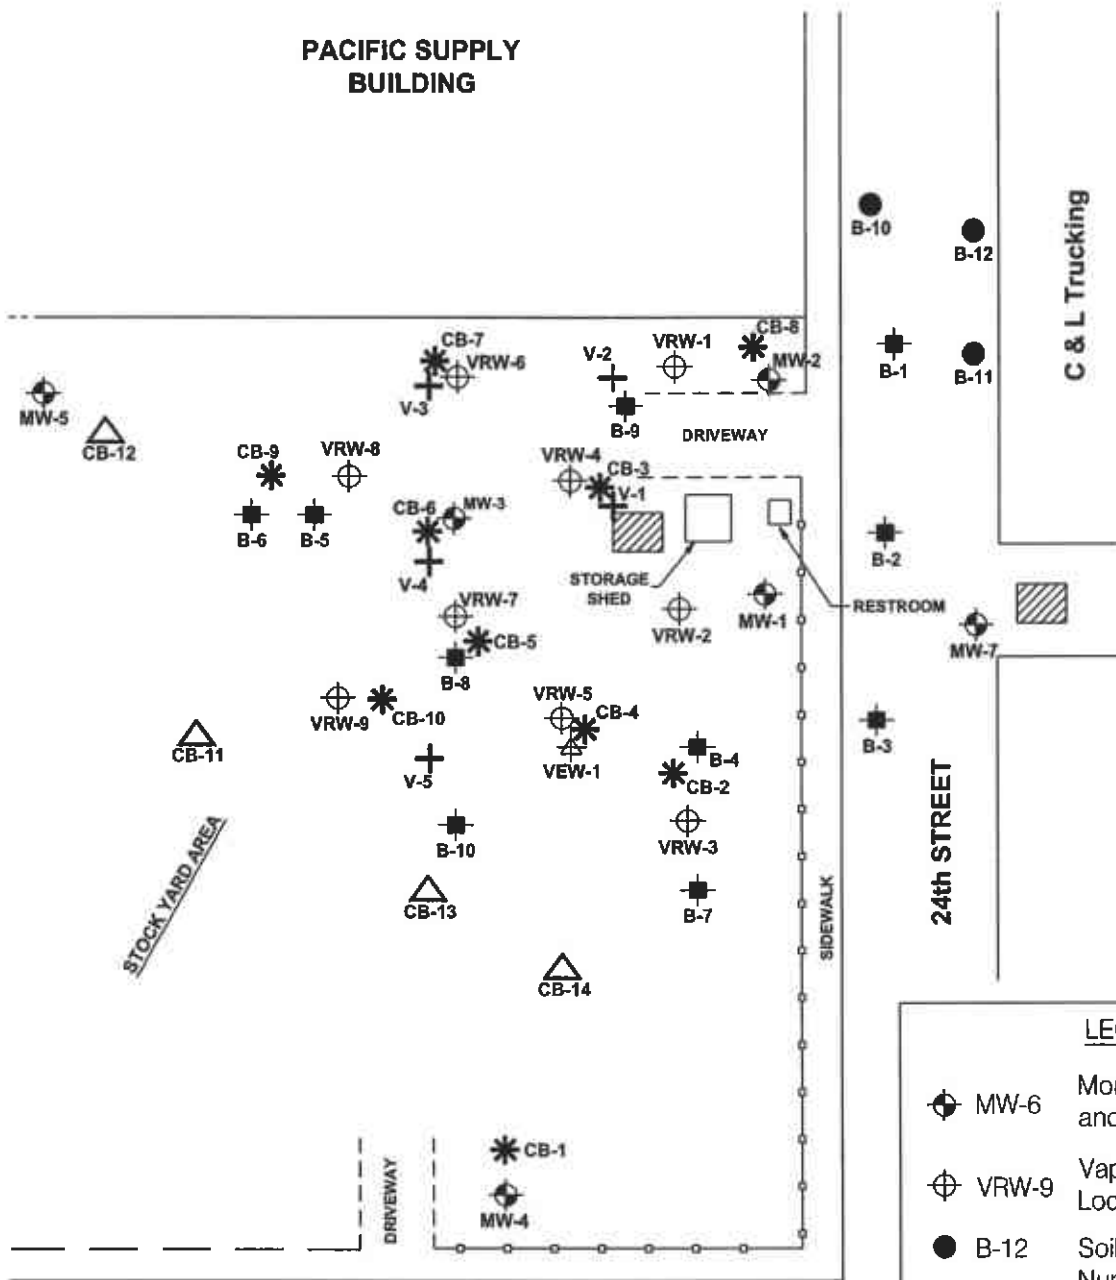 PACIFIC SUPPLY
BUILDING
B-10
B-12
C & L Trucking
CB-7
VRW-6
V-3
V-2
VRW-1
CB-8
MW-2
B-1
B-11
MW-5
CB-12
B-9
DRIVEWAY
CB-9
VRW-8
VRW-4
CB-3
V-1
CB-6
MW-3
B-6
B-5
V-4
B-2
STORAGE
SHED
VRW-7
CB-5
B-8
VRW-2
MW-1
RESTROOM
MW-7
VRW-9
CB-10
VRW-5
CB-4
VEW-1
B-4
CB-2
B-3
CB-11
V-5
B-10
VRW-3
24th STREET
STOCK YARD AREA
CB-13
B-7
SIDEWALK
CB-14
CB-1
MW-4
DRIVEWAY
MW-6
and
VRW-9
B-12
Soil